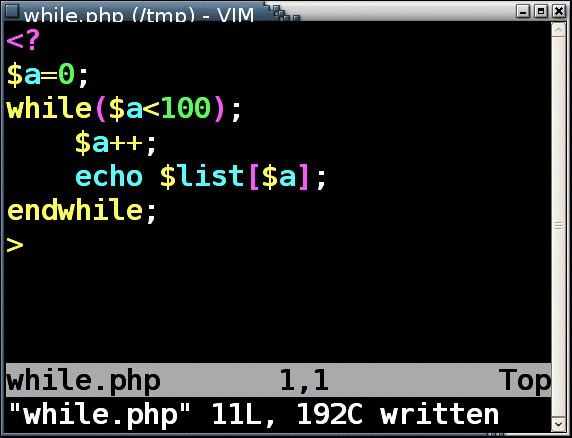 while.php (/tmp) - VIM
<?
$a=0;
while($a<100);
    $a++;
    echo $list[$a];
endwhile;
>
while.php 1,1 Top
"while.php" 11L, 192C written